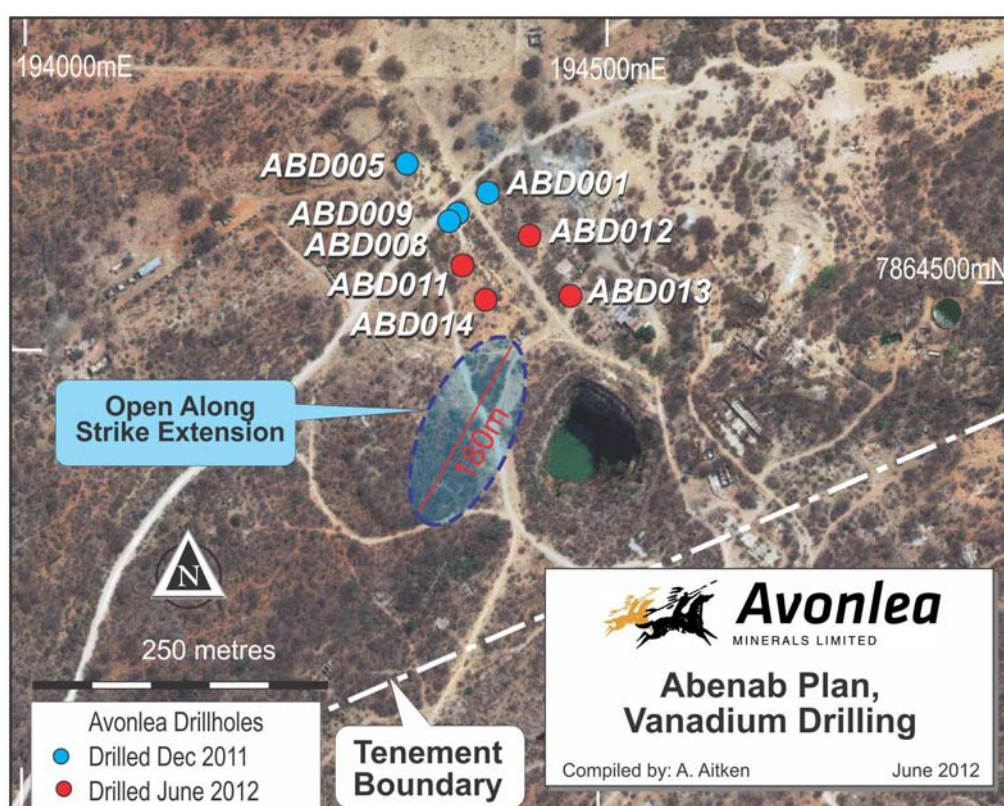 194000mE
194500mE
ABD005
ABD001
ABD009
ABD012
ABD008
7864500mN
ABD011
ABD013
ABD014
Open Along
Strike Extension
180m
N
250 metres
Avonlea Drillholes
Drilled Dec 2011
Drilled June 2012
Tenement
Boundary
Avonlea
MINERALS LIMITED
Abenab Plan,
Vanadium Drilling
Compiled by: A. Aitken June 2012